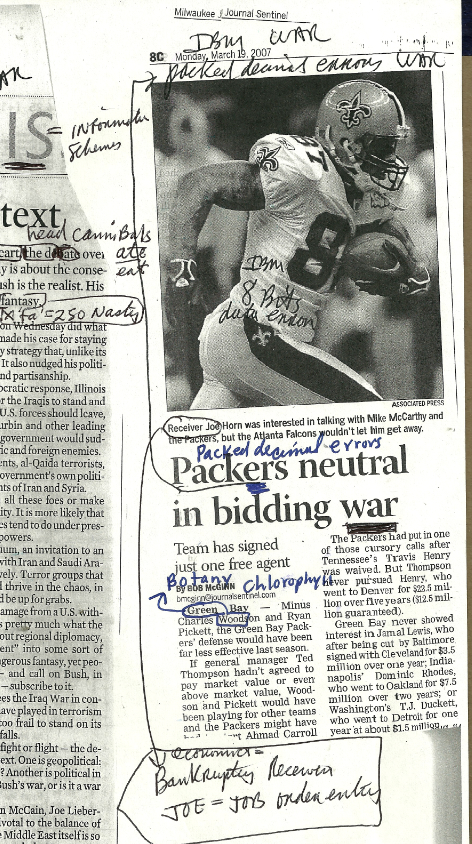 Milwaukee Journal Sentinel
IBM WAR
8C Monday, March 19, 2007
packed decimal errors WAR
AR
IS
= INformation
Schemes
text
head cannibals
ate
eat
cart, the debate over
y is about the conse-
ush is the realist. His
fantasy.
fa = 250 Nasty
on Wednesday did what
made his case for staying
y strategy that, unlike its
It also nudged his politi-
nd partisanship.
ocratic response, Illinois
or the Iraqis to stand and
U.S. forces should leave,
urbin and other leading
government would sud-
ic and foreign enemies.
ents, al-Qaida terrorists,
overnment's own politi-
nts of Iran and Syria.
all these foes or make
ity. It is more likely that
es tend to do under pres-
powers.
num, an invitation to an
with Iran and Saudi Ara-
vely. Terror groups that
d thrive in the chaos, in
d be up for grabs.
amage from a U.S. with-
s pretty much what the
out regional diplomacy,
ent" into some sort of
ngerous fantasy, yet peo-
– and call on Bush, in
– subscribe to it.
ees the Iraq War in con-
ave played in terrorism
too frail to stand on its
falls.
fight or flight – the de-
ext. One is geopolitical:
? Another is political in
Bush's war, or is it a war
n McCain, Joe Lieber-
votal to the balance of
e Middle East itself is so
8
IBM
8 Bits
data error
ASSOCIATED PRESS
Receiver Joe Horn was interested in talking with Mike McCarthy and
the Packers, but the Atlanta Falcons wouldn't let him get away.
Packed decimal errors
Packers neutral
in bidding war
Team has signed
just one free agent
Botany chlorophyll
By BOB McGINN
bmcginn@journalsentinel.com
Green Bay – Minus
Charles Woodson and Ryan
Pickett, the Green Bay Pack-
ers' defense would have been
far less effective last season.
If general manager Ted
Thompson hadn't agreed to
pay market value or even
above market value, Wood-
son and Pickett would have
been playing for other teams
and the Packers might have
Ahmad Carroll
The Packers had put in one
of those cursory calls after
Tennessee's Travis Henry
was waived. But Thompson
never pursued Henry, who
went to Denver for $22.5 mil-
lion over five years ($12.5 mil-
lion guaranteed).
Green Bay never showed
interest in Jamal Lewis, who
after being cut by Baltimore
signed with Cleveland for $3.5
million over one year; India-
napolis' Dominic Rhodes,
who went to Oakland for $7.5
million over two years; or
Washington's T.J. Duckett,
who went to Detroit for one
year at about $1.5 million
economics =
Bankruptcy Receiver
JOE = JOB order entry